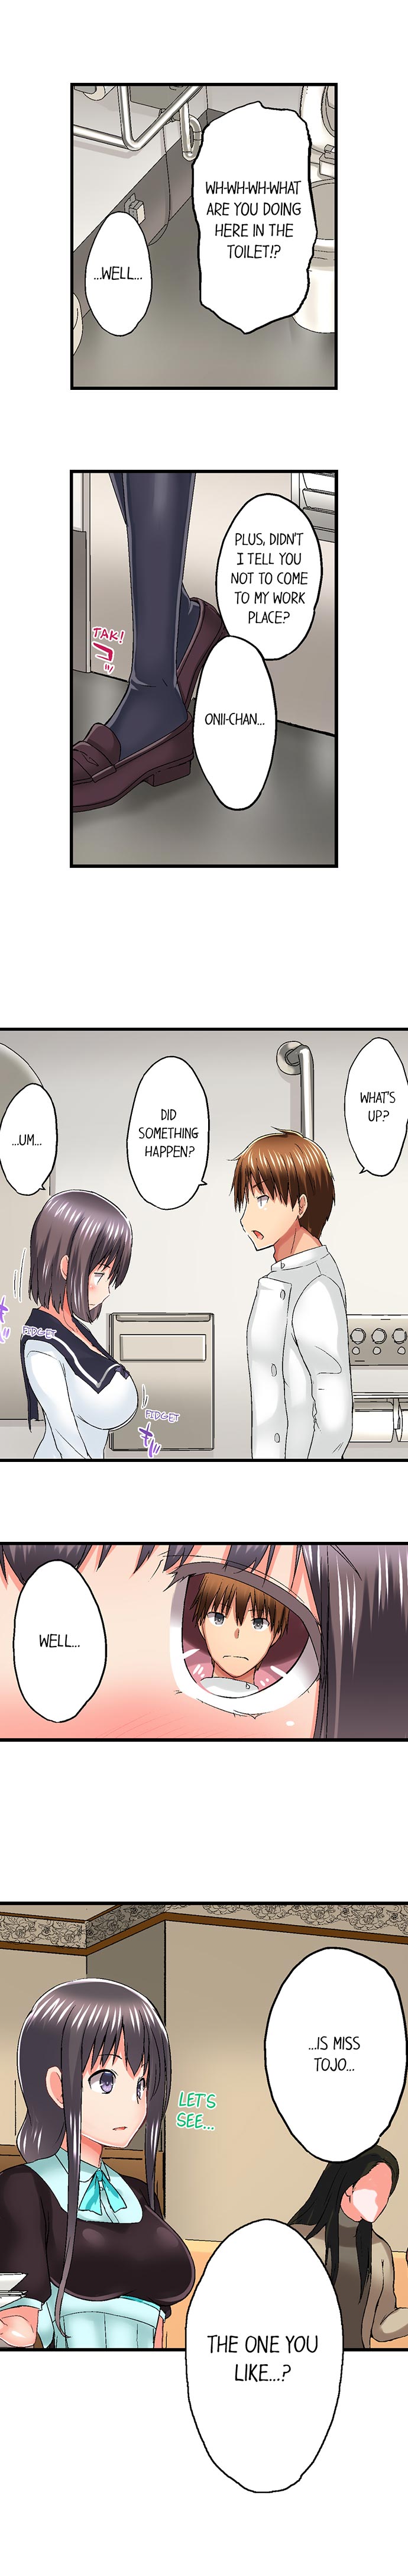 WH-WH-WH-WHAT
ARE YOU DOING
HERE IN THE
TOILET!?
...WELL...
PLUS, DIDN'T
I TELL YOU
NOT TO COME
TO MY WORK
PLACE?
TAK!
コッ
ONII-CHAN...
WHAT'S
UP?
DID
SOMETHING
HAPPEN?
...UM...
FIDGET
FIDGET
WELL...
...IS MISS
TOJO...
LET'S
SEE...
THE ONE YOU
LIKE...?